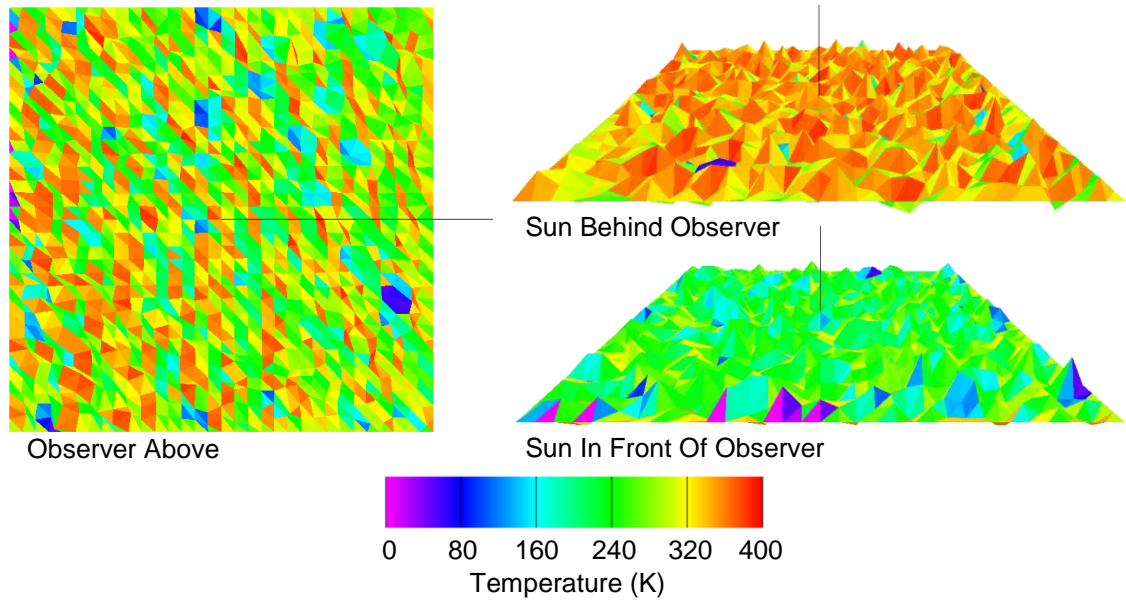 Observer Above
Sun Behind Observer
Sun In Front Of Observer
0 80 160 240 320 400
Temperature (K)